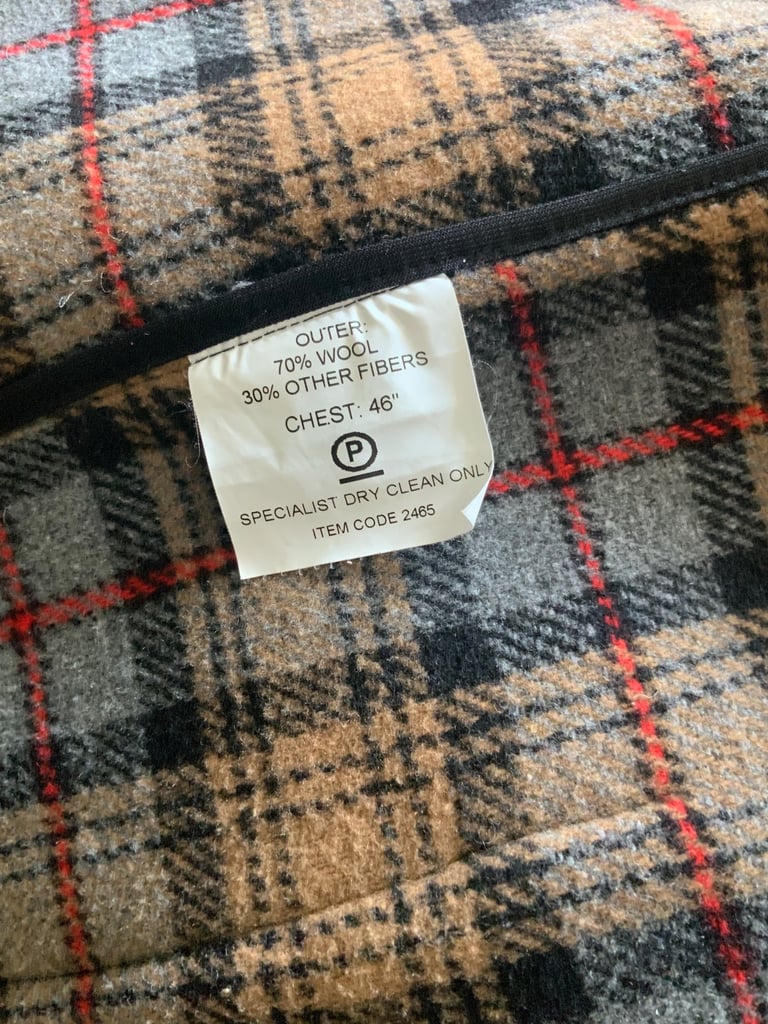 OUTER:
70% WOOL
30% OTHER FIBERS
CHEST: 46"
P
SPECIALIST DRY CLEAN ONLY
ITEM CODE 2465